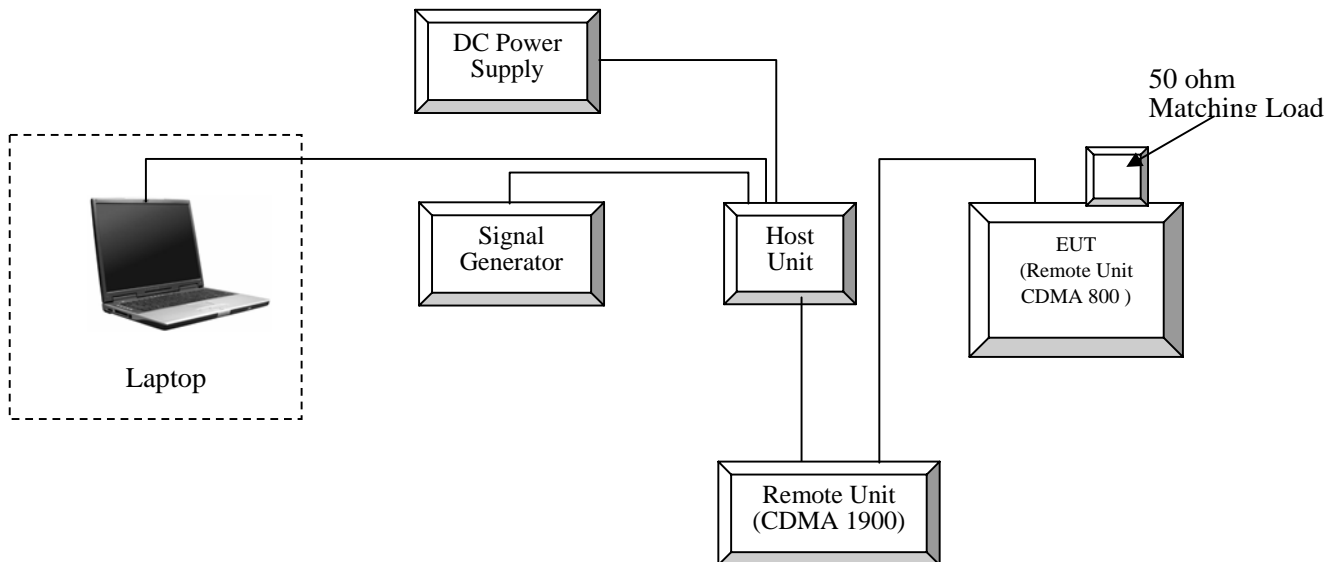 DC Power
Supply
50 ohm
Matching Load
Signal
Generator
Host
Unit
EUT
(Remote Unit
CDMA 800 )
Laptop
Remote Unit
(CDMA 1900)